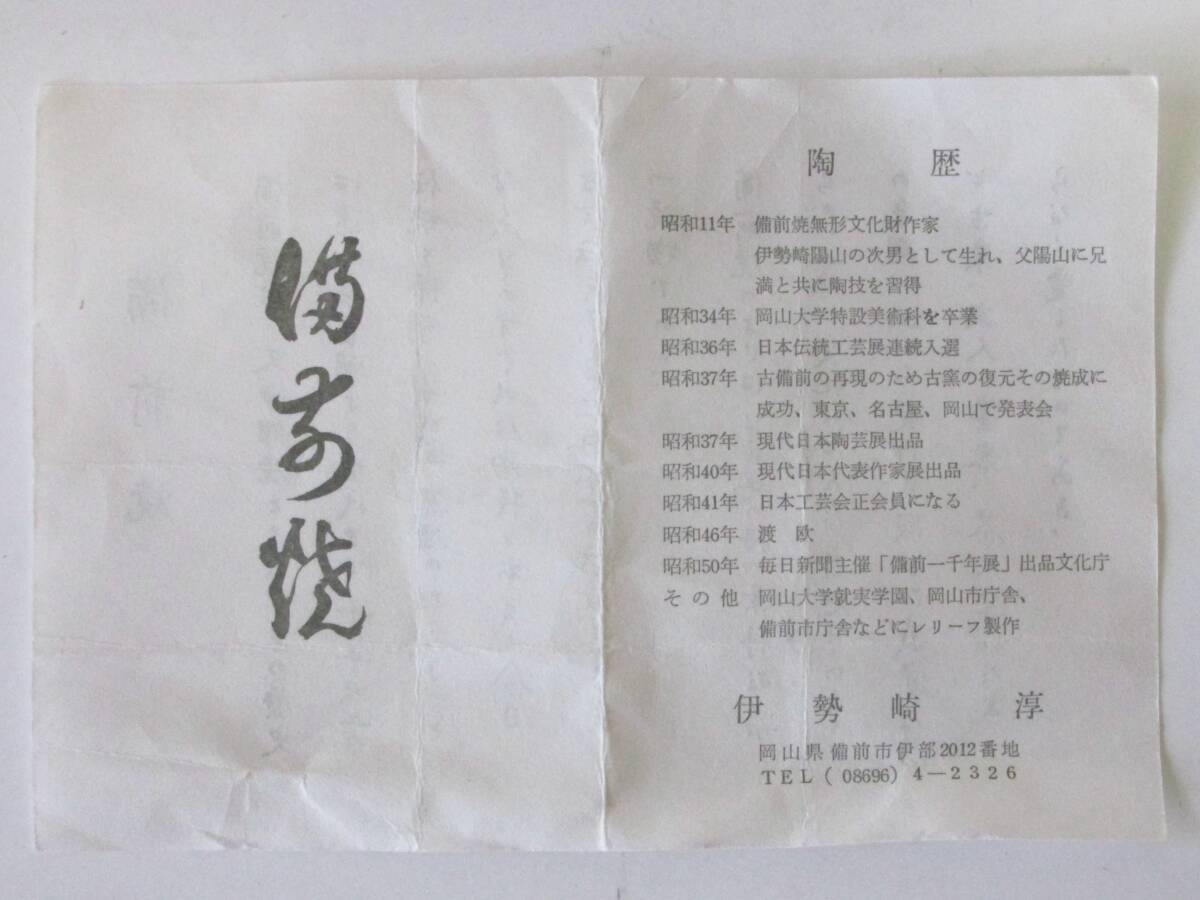 備前焼
陶歴
昭和11年 備前焼無形文化財作家
伊勢崎陽山の次男として生れ、父陽山に兄
満と共に陶技を習得
昭和34年 岡山大学特設美術科を卒業
昭和36年 日本伝統工芸展連続入選
昭和37年 古備前の再現のため古窯の復元その焼成に
成功、東京、名古屋、岡山で発表会
昭和37年 現代日本陶芸展出品
昭和40年 現代日本代表作家展出品
昭和41年 日本工芸会正会員になる
昭和46年 渡 欧
昭和50年 毎日新聞主催「備前一千年展」出品文化庁
その他 岡山大学就実学園、岡山市庁舎、
備前市庁舎などにレリーフ製作
伊勢崎 淳
岡山県備前市伊部2012番地
TEL(08696)4―2326